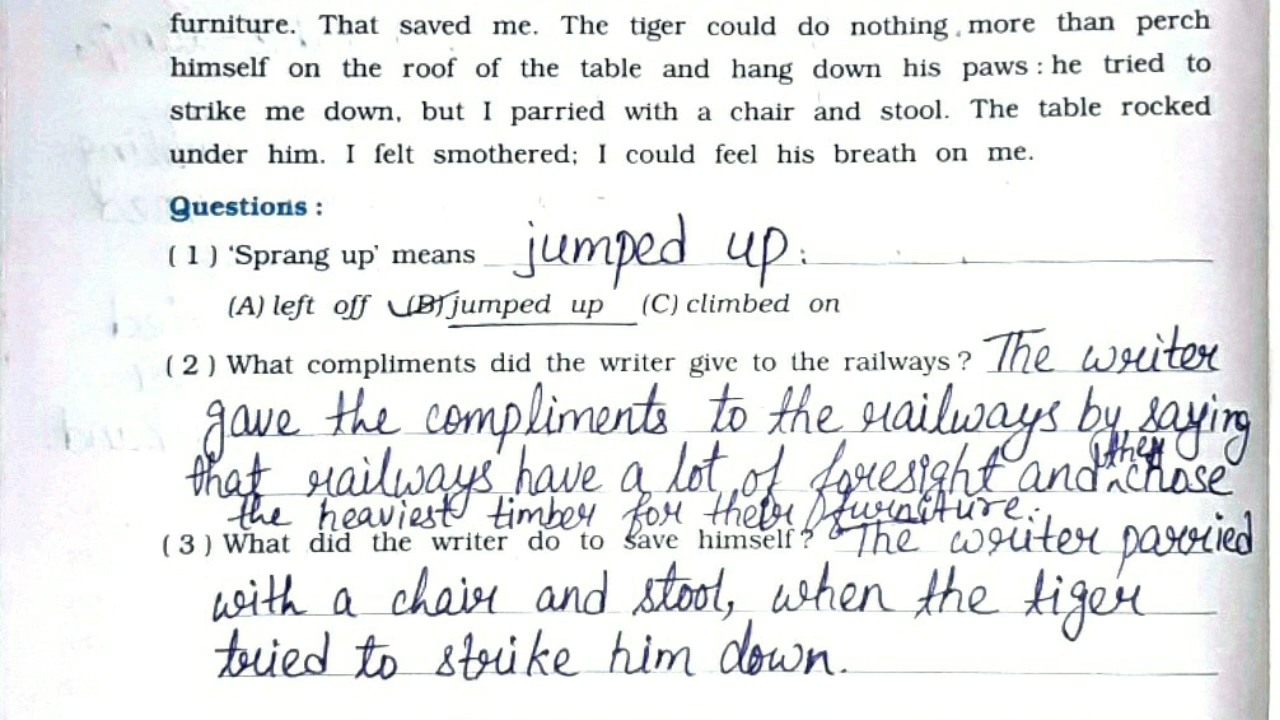 furniture. That saved me. The tiger could do nothing more than perch
himself on the roof of the table and hang down his paws : he tried to
strike me down, but I parried with a chair and stool. The table rocked
under him. I felt smothered; I could feel his breath on me.
Questions :
( 1 ) 'Sprang up' means jumped up.
(A) left off (B) jumped up (C) climbed on
( 2 ) What compliments did the writer give to the railways ? The writer
gave the compliments to the railways by saying
that railways have a lot of foresight and they chose
the heaviest timber for their furniture.
( 3 ) What did the writer do to save himself ? The writer parried
with a chair and stool, when the tiger
tried to strike him down.